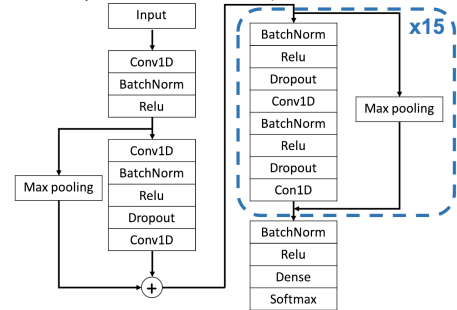 Input
Conv1D
BatchNorm
Relu
Conv1D
BatchNorm
Relu
Dropout
Conv1D
Max pooling
+
x15
BatchNorm
Relu
Dropout
Conv1D
BatchNorm
Relu
Dropout
Con1D
Max pooling
BatchNorm
Relu
Dense
Softmax